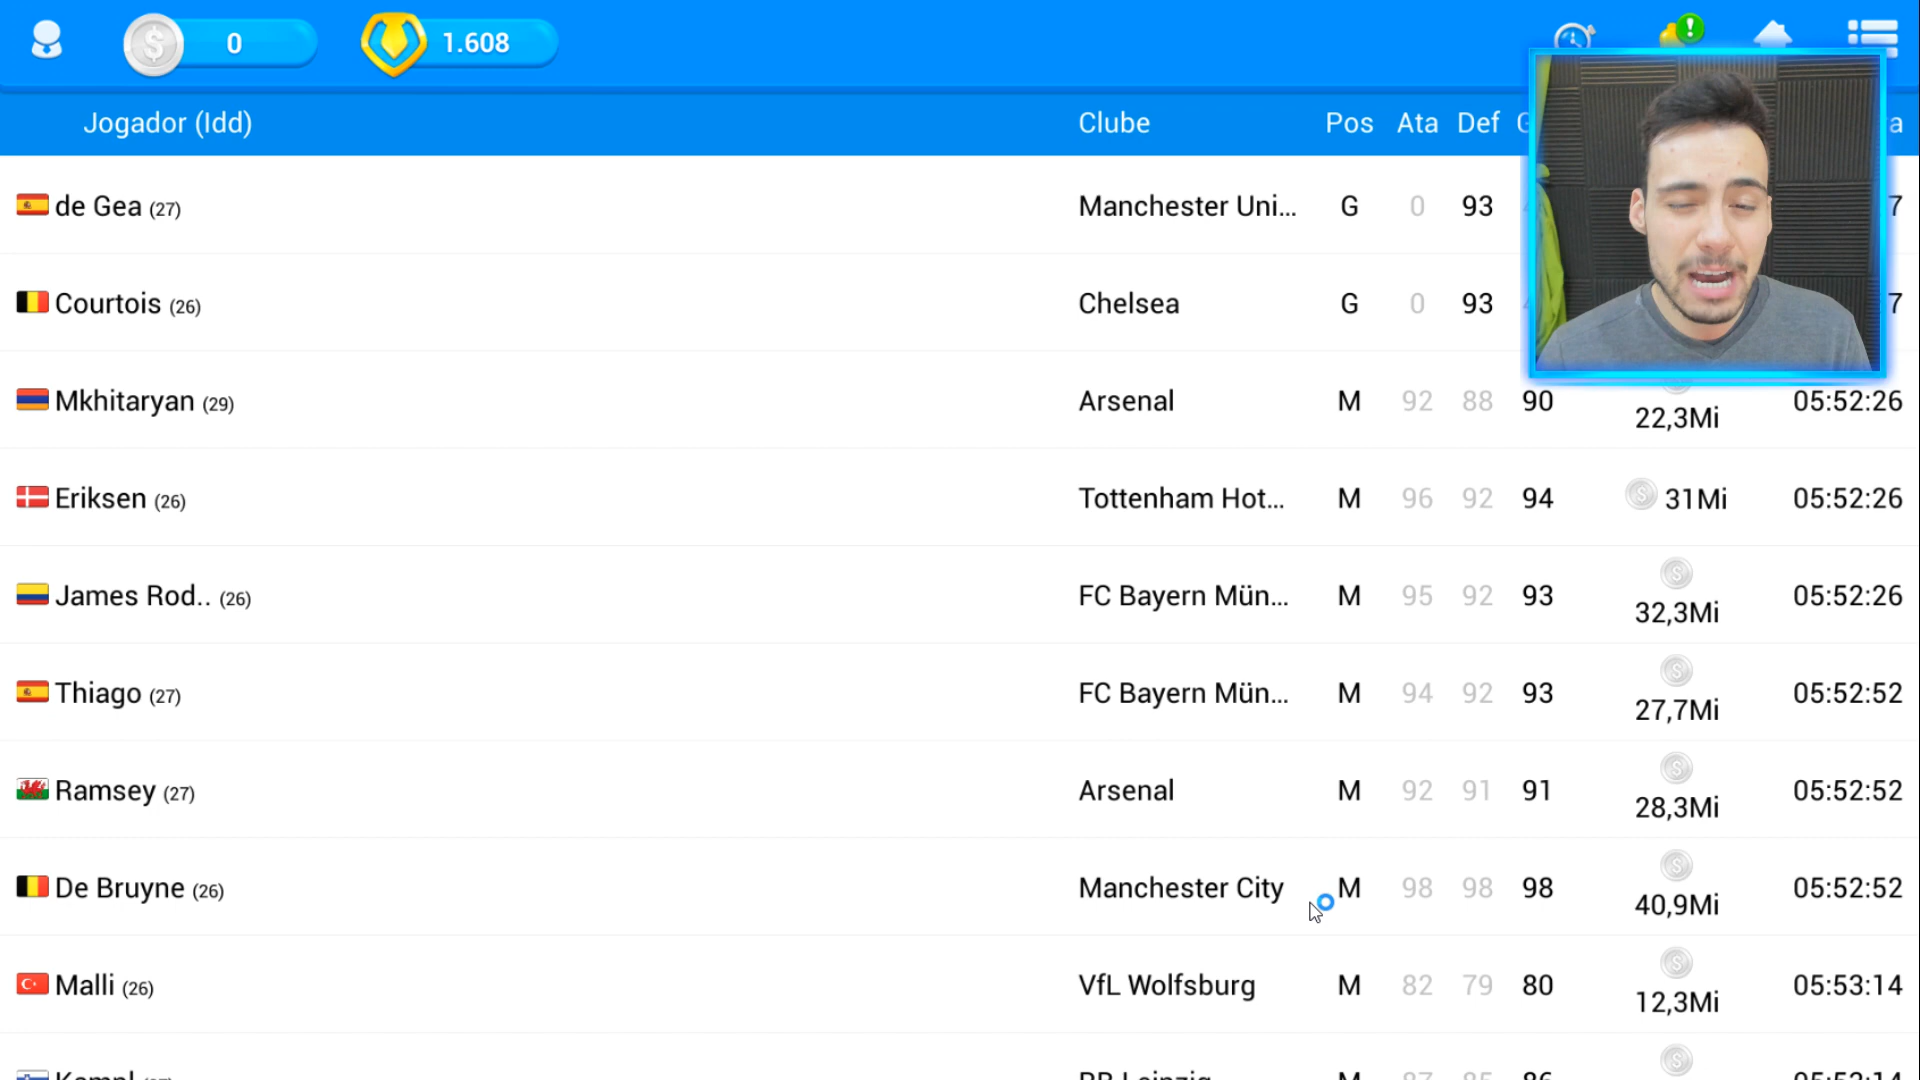 0 1.608
Jogador (Idd) Clube Pos Ata Def
de Gea (27) Manchester Uni... G 0 93 7
Courtois (26) Chelsea G 0 93 7
Mkhitaryan (29) Arsenal M 92 88 90 22,3Mi 05:52:26
Eriksen (26) Tottenham Hot... M 96 92 94 31Mi 05:52:26
James Rod.. (26) FC Bayern Mün... M 95 92 93 32,3Mi 05:52:26
Thiago (27) FC Bayern Mün... M 94 92 93 27,7Mi 05:52:52
Ramsey (27) Arsenal M 92 91 91 28,3Mi 05:52:52
De Bruyne (26) Manchester City M 98 98 98 40,9Mi 05:52:52
Malli (26) VfL Wolfsburg M 82 79 80 12,3Mi 05:53:14